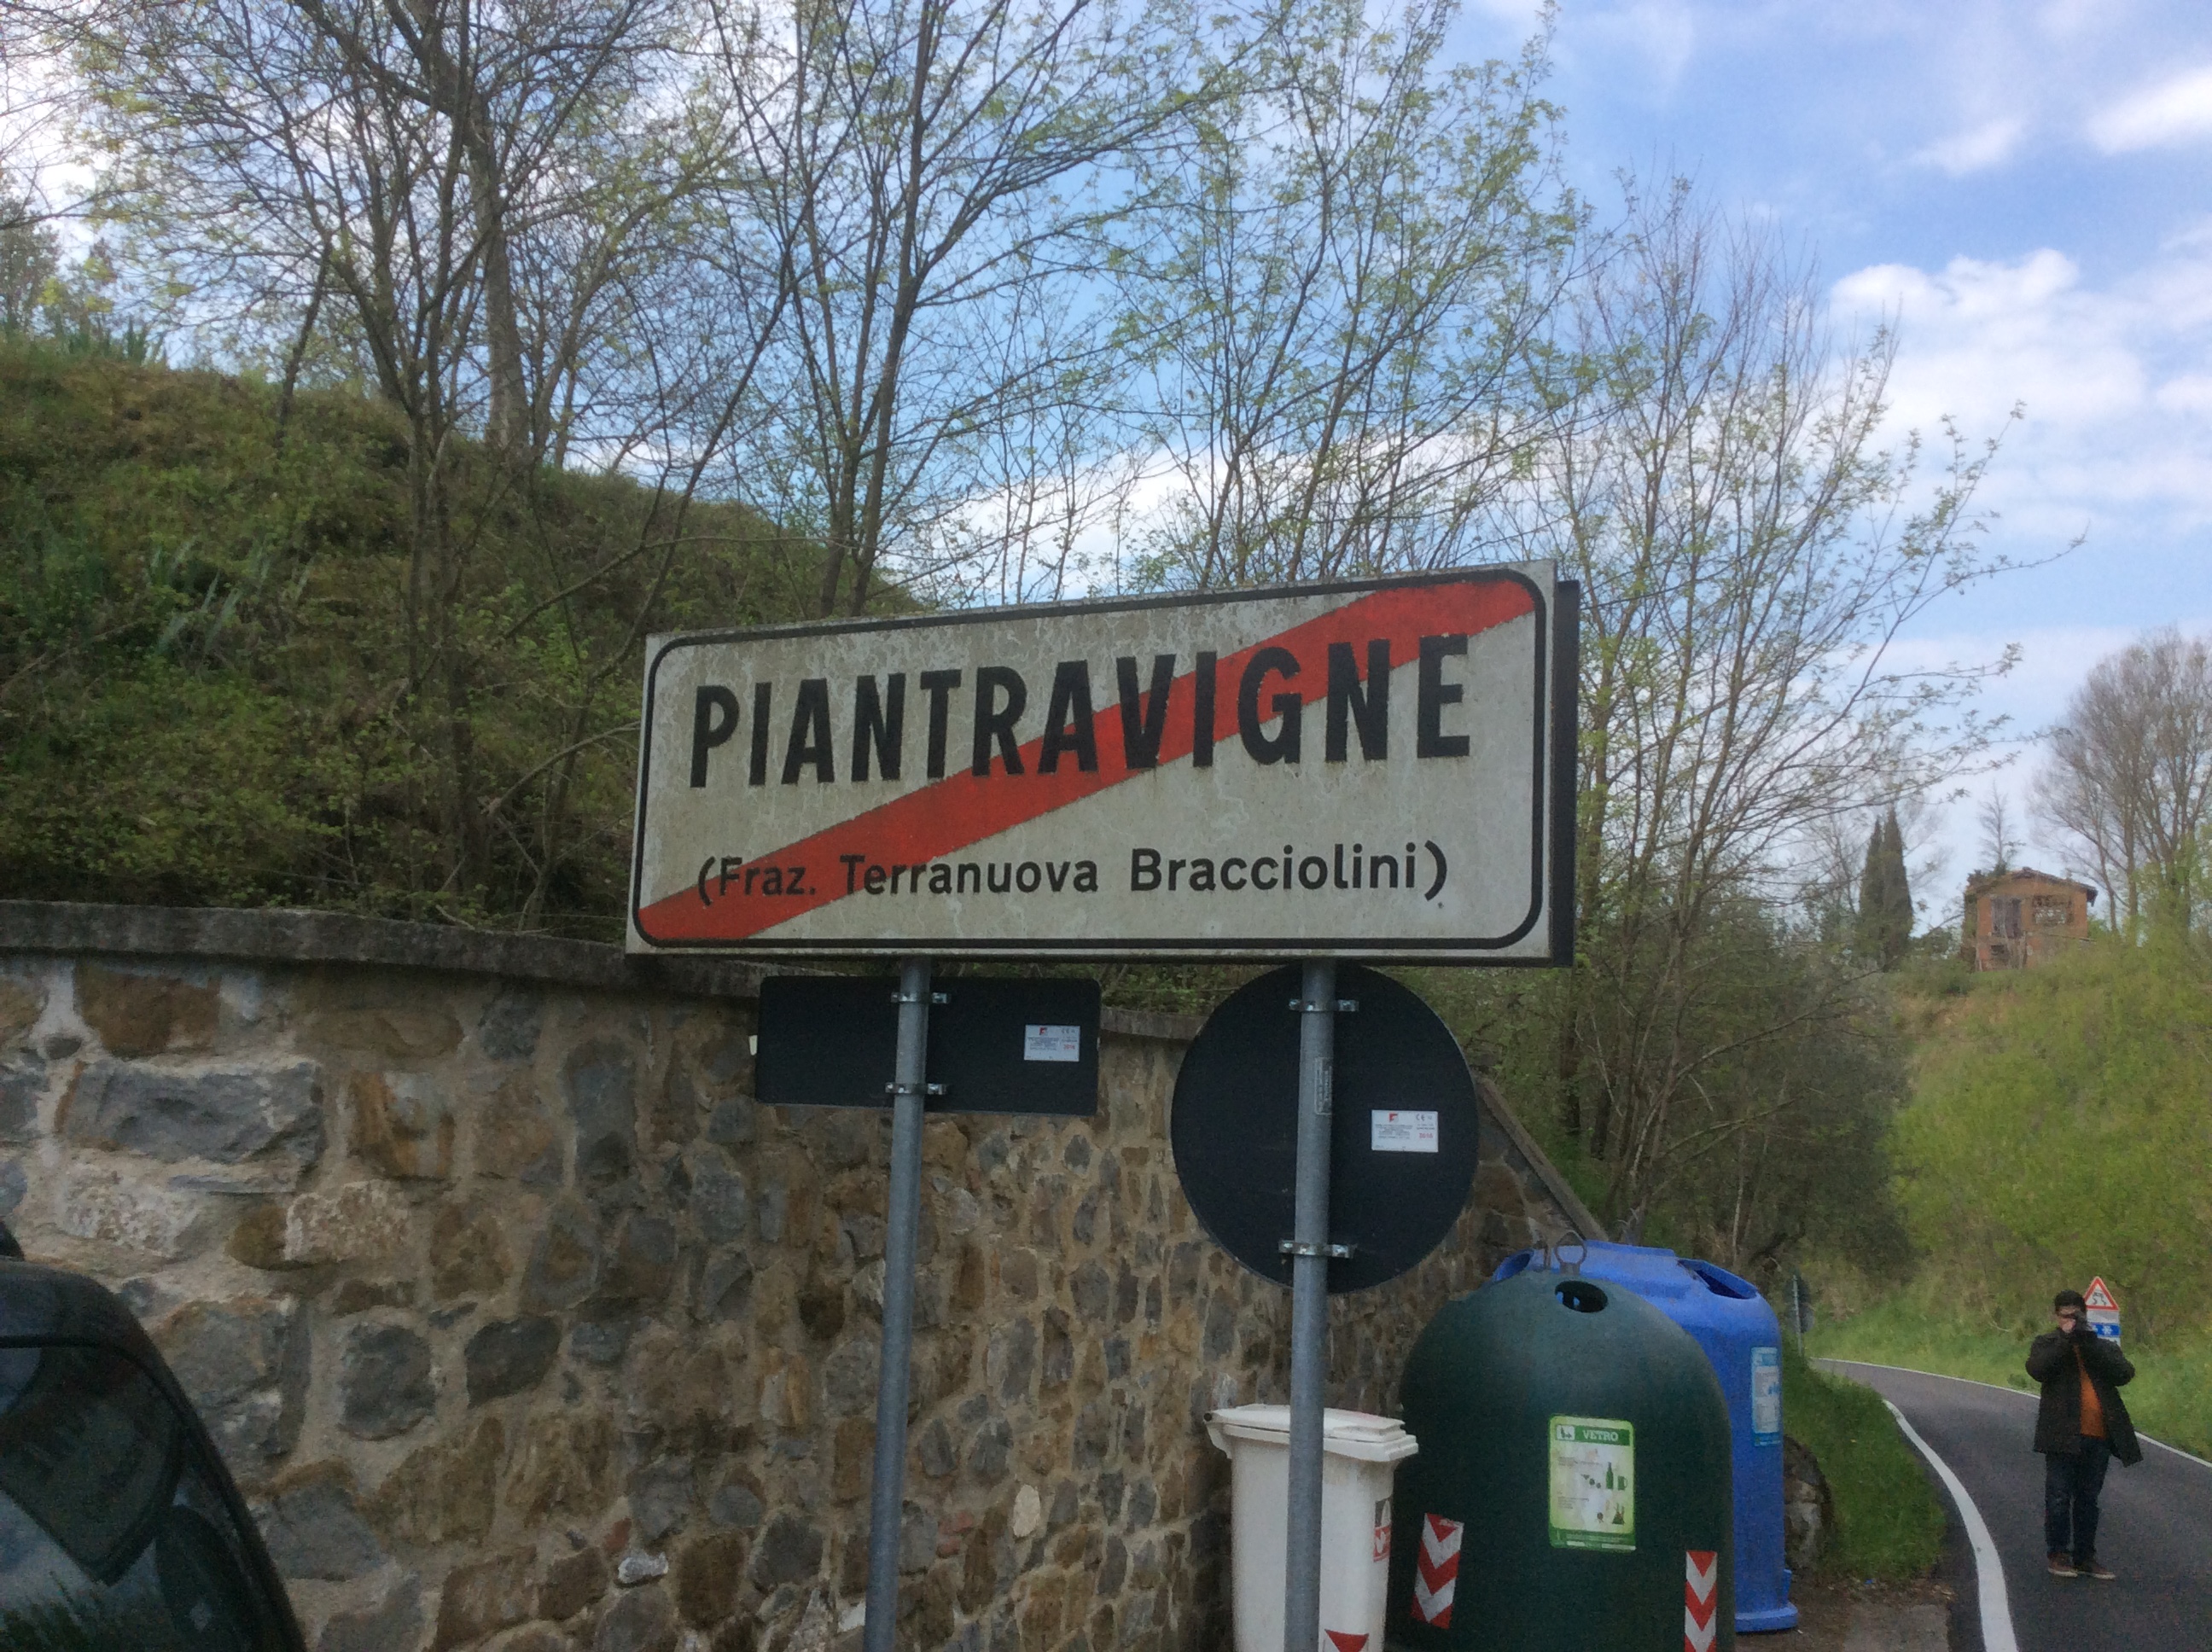 PIANTRAVIGNE
(Fraz. Terranuova Bracciolini)
VETRO